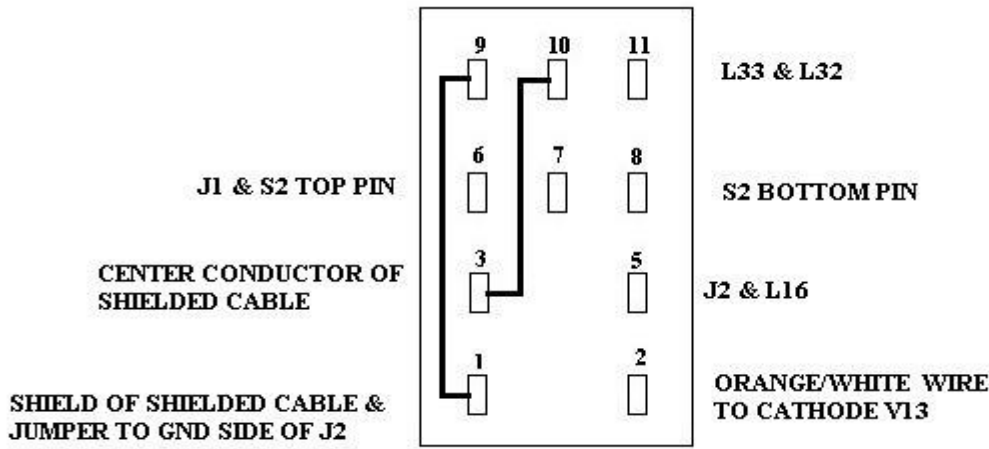 9 10 11
L33 & L32
6 7 8
J1 & S2 TOP PIN
S2 BOTTOM PIN
3 5
CENTER CONDUCTOR OF
SHIELDED CABLE
J2 & L16
1 2
SHIELD OF SHIELDED CABLE &
JUMPER TO GND SIDE OF J2
ORANGE/WHITE WIRE
TO CATHODE V13